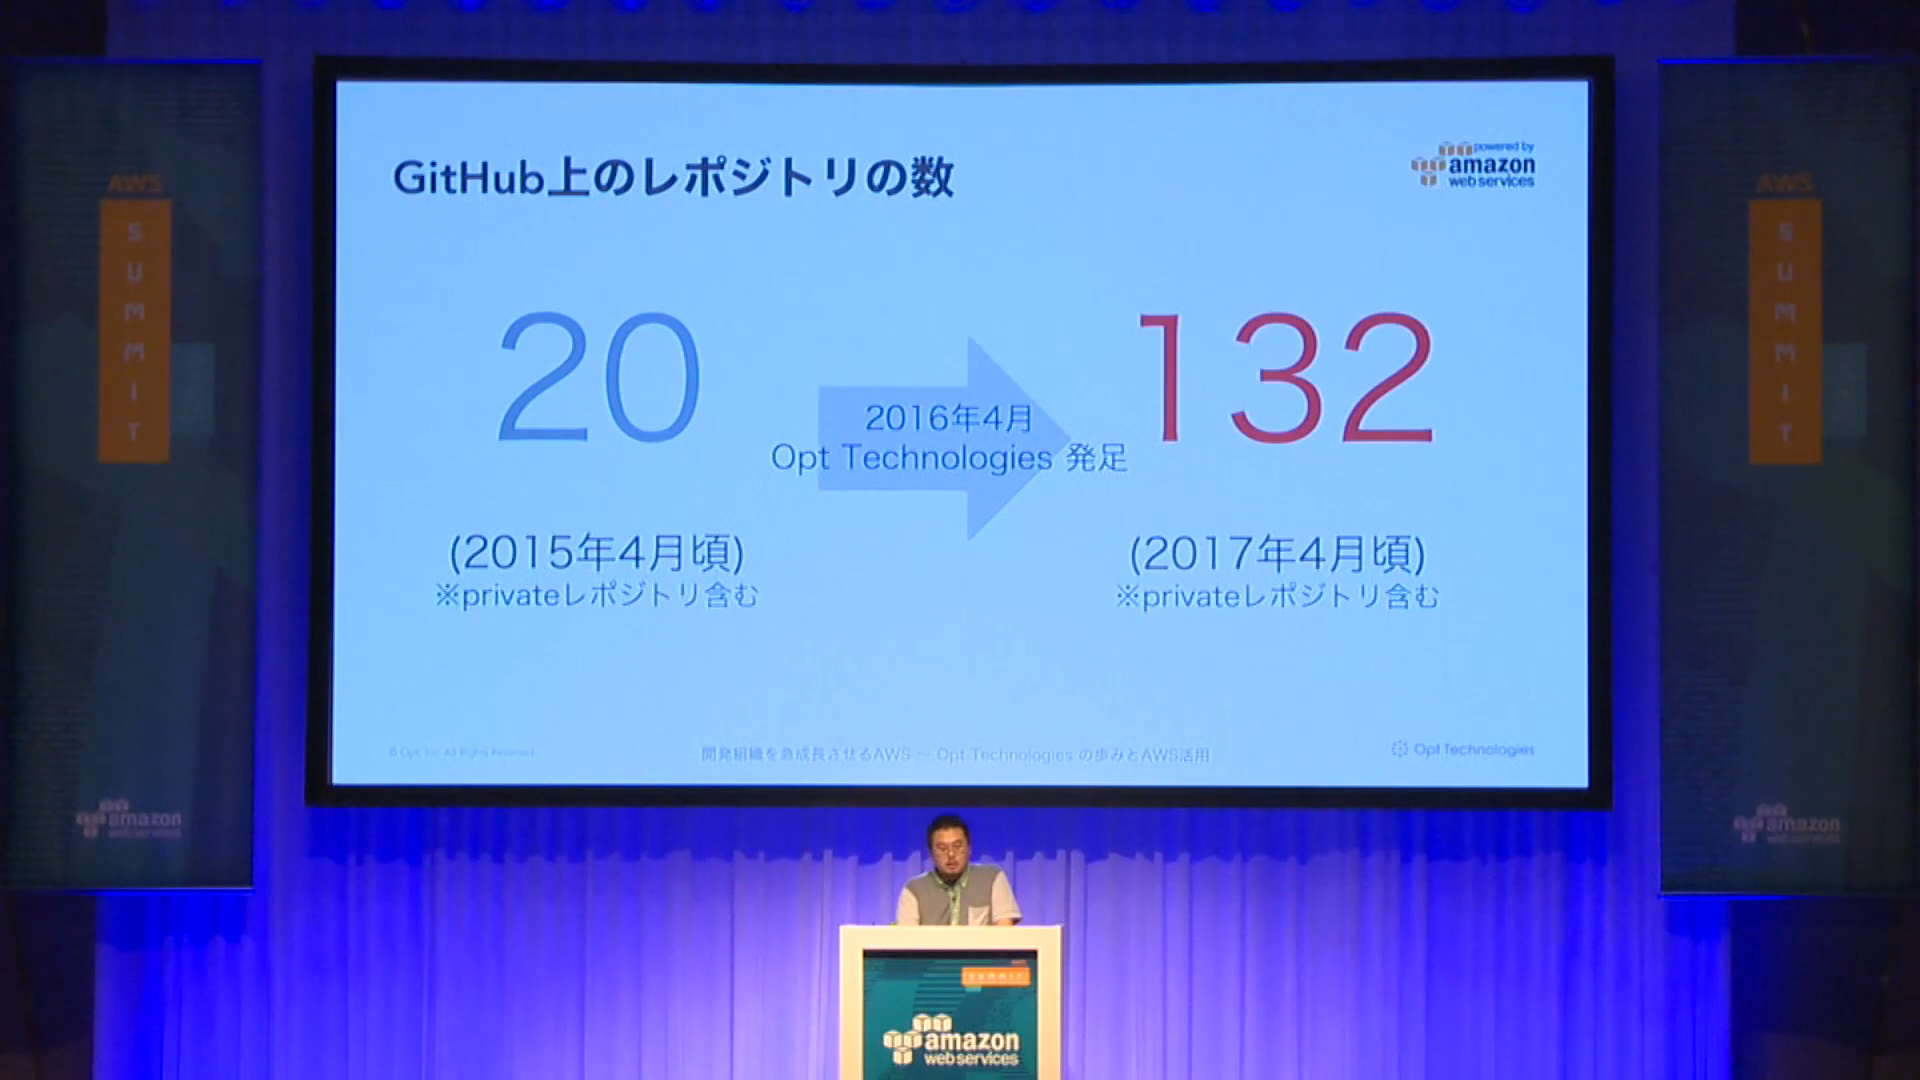 GitHub上のレポジトリの数
powered by
amazon
web services
20
132
2016年4月
Opt Technologies 発足
(2015年4月頃)
※privateレポジトリ含む
(2017年4月頃)
※privateレポジトリ含む
© Opt, Inc. All Rights Reserved.
開発組織を急成長させるAWS ～ Opt Technologies の歩みとAWS活用
Opt Technologies
AWS
SUMMIT
amazon
web services
AWS
SUMMIT
amazon
web services
SUMMIT
amazon
web services